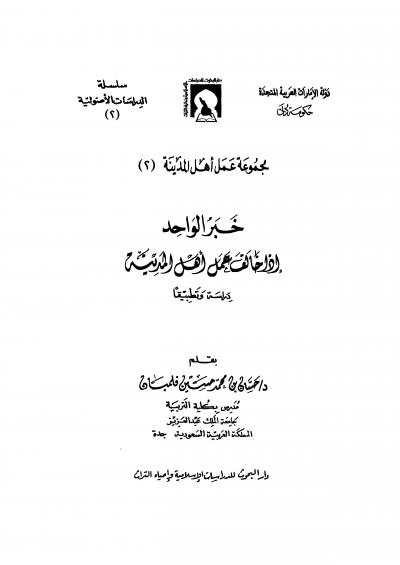 دولة الإمارات العربية المتحدة
حكومة دبي
سلسلة
الدراسات الأصولية
(٢)
مجموعة عمل أهل المدينة (٢)
خبر الواحد
إذا خالف عمل أهل المدينة
دراسة وتطبيقًا
بقلم
د/حسان بن محمد حسين فلمبان
مدرس بكلية التربية
جامعة الملك عبد العزيز
المملكة العربية السعودية جدة
دار البحوث للدراسات الإسلامية وإحياء التراث